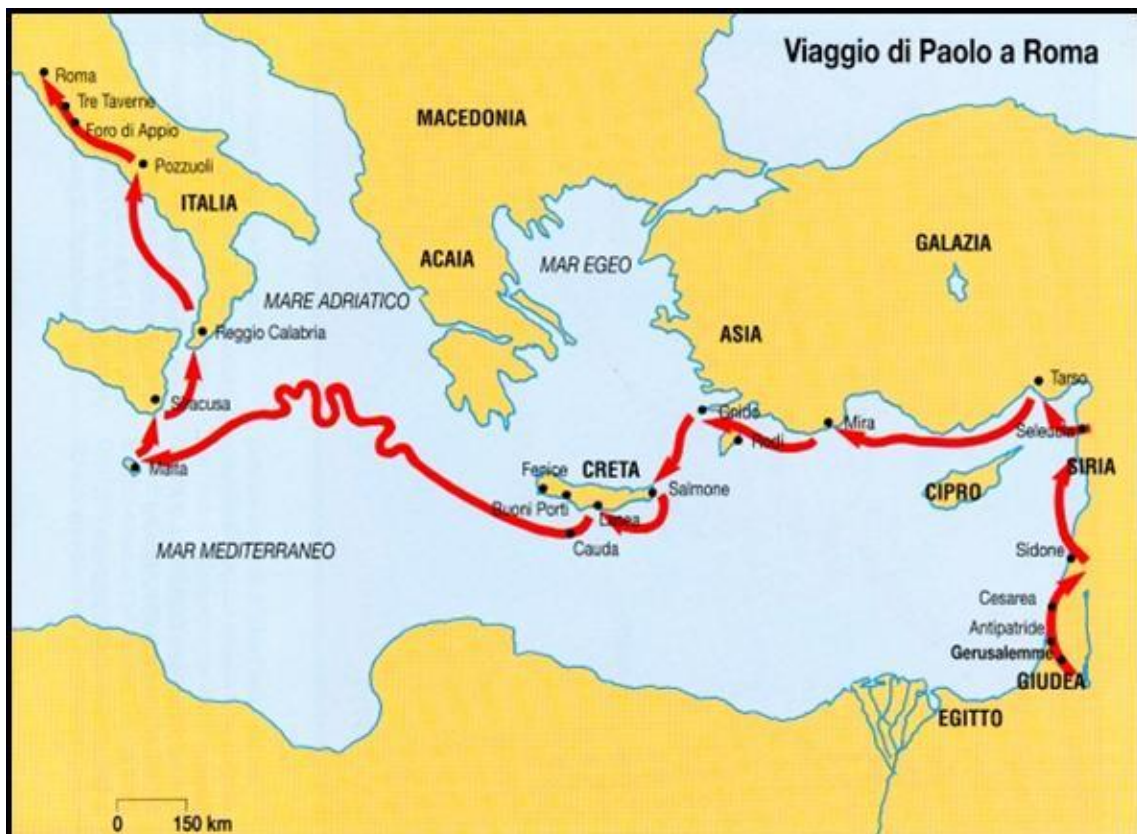 Viaggio di Paolo a Roma
Roma
Tre Taverne
Foro di Appio
Pozzuoli
ITALIA
MACEDONIA
ACAIA
MAR EGEO
GALAZIA
MARE ADRIATICO
ASIA
Reggio Calabria
Siracusa
Malta
Tarso
Seleucia
SIRIA
Cnido
Rodi
Mira
CIPRO
Fenice
CRETA
Salmone
Buoni Porti
Lasea
Cauda
MAR MEDITERRANEO
Sidone
Cesarea
Antipatride
Gerusalemme
GIUDEA
EGITTO
0 150 km